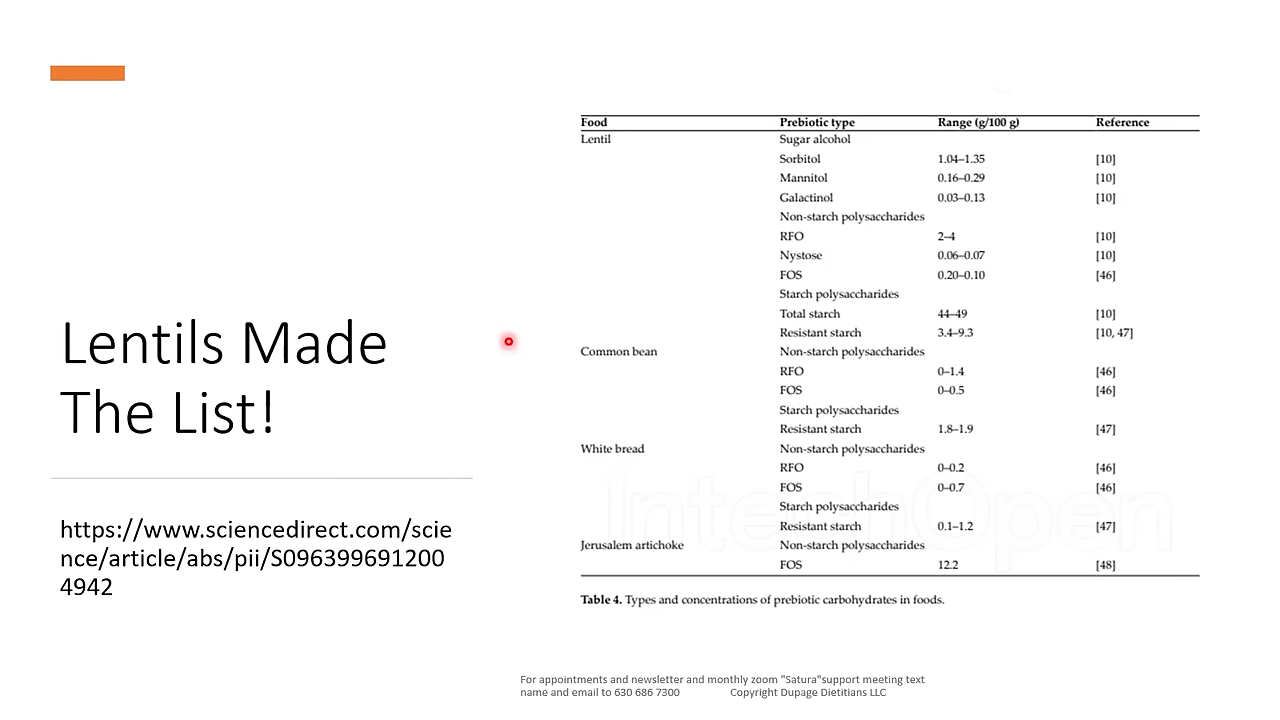 Lentils Made
The List!
https://www.sciencedirect.com/scie
nce/article/abs/pii/S096399691200
4942
Food Prebiotic type Range (g/100 g) Reference
Lentil Sugar alcohol
Sorbitol 1.04–1.35 [10]
Mannitol 0.16–0.29 [10]
Galactinol 0.03–0.13 [10]
Non-starch polysaccharides
RFO 2–4 [10]
Nystose 0.06–0.07 [10]
FOS 0.20–0.10 [46]
Starch polysaccharides
Total starch 44–49 [10]
Resistant starch 3.4–9.3 [10, 47]
Common bean Non-starch polysaccharides
RFO 0–1.4 [46]
FOS 0–0.5 [46]
Starch polysaccharides
Resistant starch 1.8–1.9 [47]
White bread Non-starch polysaccharides
RFO 0–0.2 [46]
FOS 0–0.7 [46]
Starch polysaccharides
Resistant starch 0.1–1.2 [47]
Jerusalem artichoke Non-starch polysaccharides
FOS 12.2 [48]
IntechOpen
Table 4. Types and concentrations of prebiotic carbohydrates in foods.
For appointments and newsletter and monthly zoom "Satura"support meeting text
name and email to 630 686 7300 Copyright Dupage Dietitians LLC